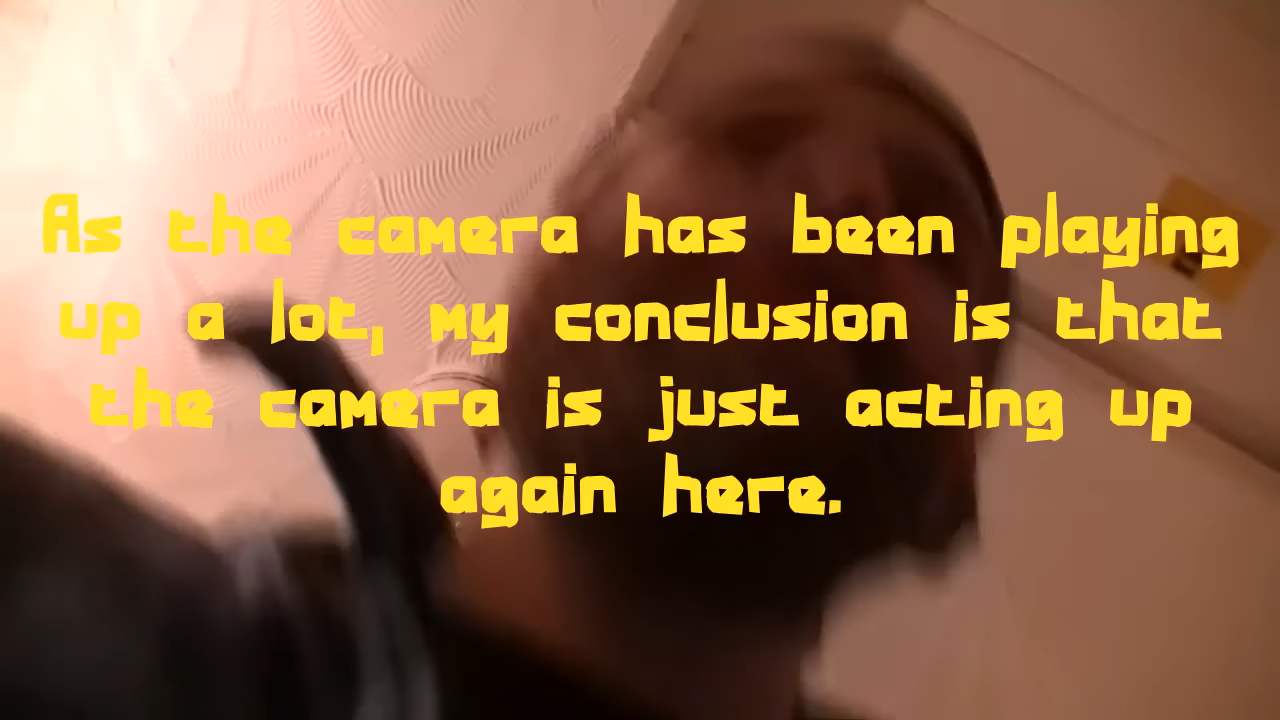 As the camera has been playing
up a lot, my conclusion is that
the camera is just acting up
again here.